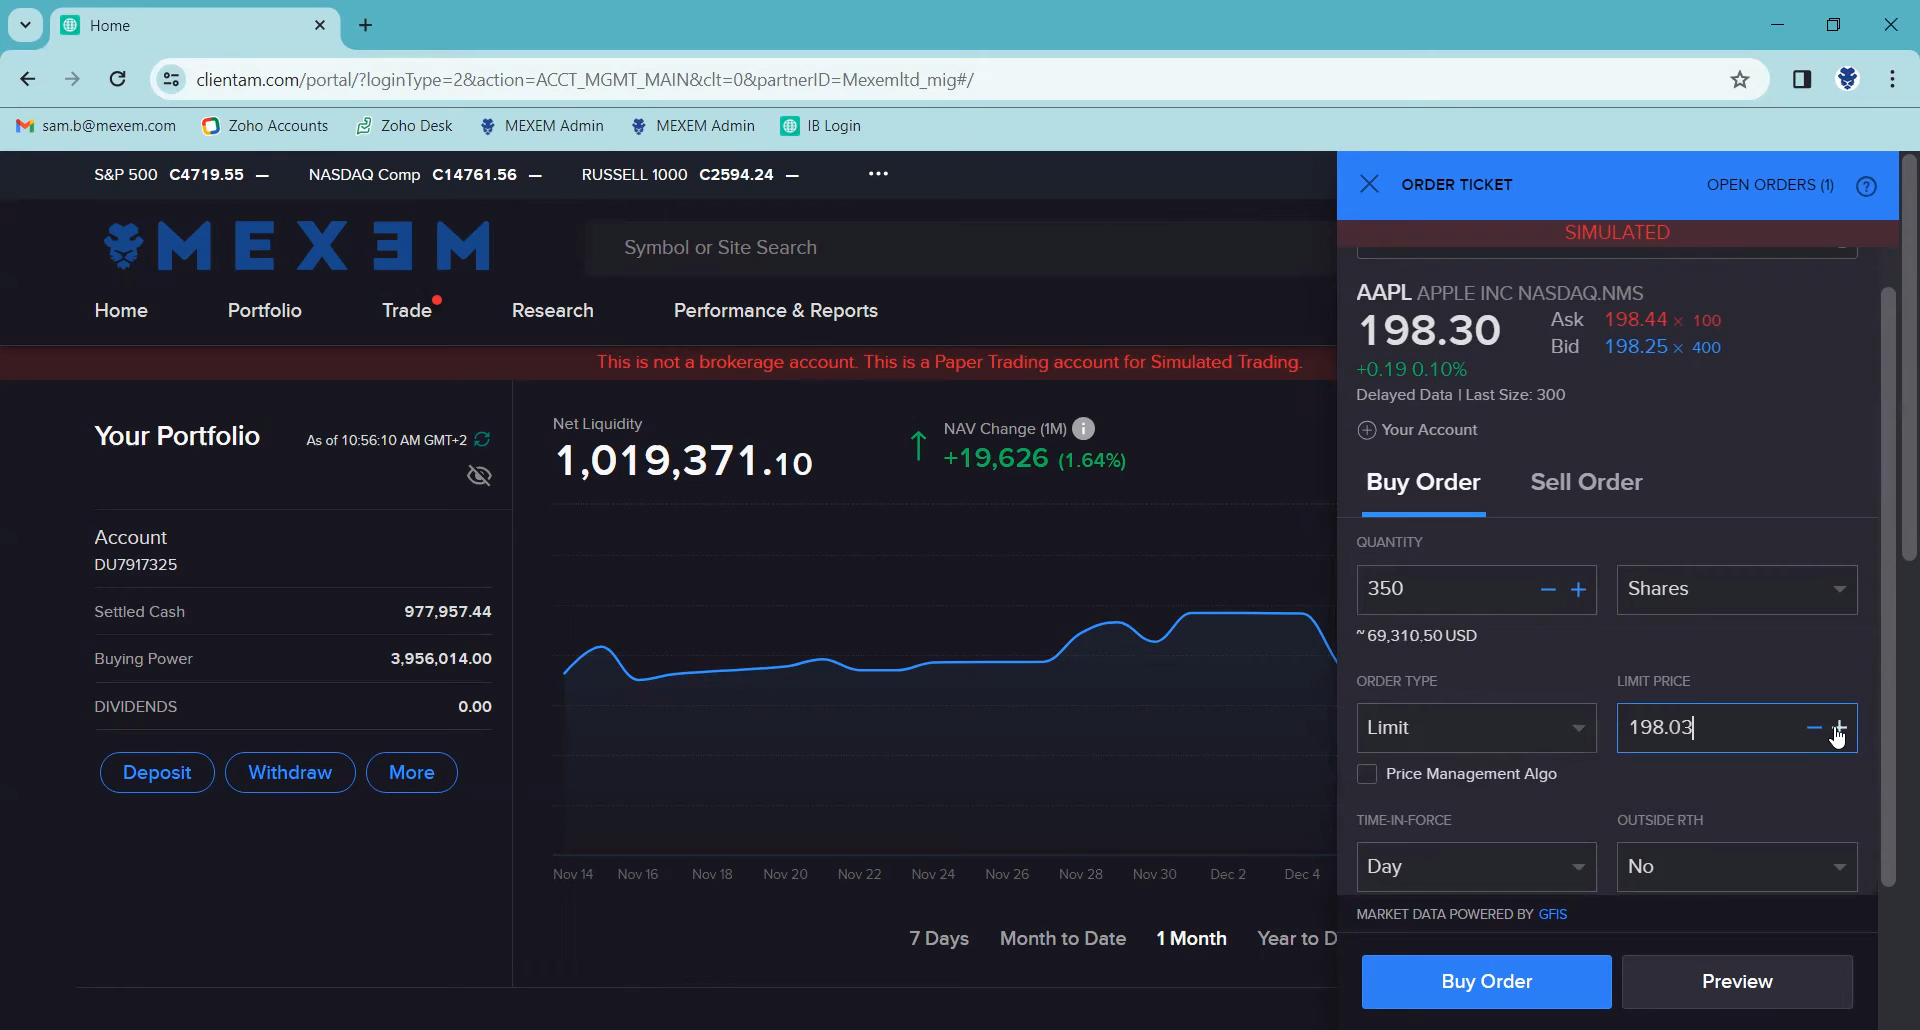 Home
clientam.com/portal/?loginType=2&action=ACCT_MGMT_MAIN&clt=0&partnerID=Mexemltd_mig#/
sam.b@mexem.com Zoho Accounts Zoho Desk MEXEM Admin MEXEM Admin IB Login
S&P 500 C4719.55 – NASDAQ Comp C14761.56 – RUSSELL 1000 C2594.24 – •••
ORDER TICKET OPEN ORDERS (1) ?
SIMULATED
MEXEM
Symbol or Site Search
Home Portfolio Trade Research Performance & Reports
This is not a brokerage account. This is a Paper Trading account for Simulated Trading.
Your Portfolio As of 10:56:10 AM GMT+2
Account
DU7917325
Settled Cash 977,957.44
Buying Power 3,956,014.00
DIVIDENDS 0.00
Deposit Withdraw More
Net Liquidity
1,019,371.10
NAV Change (1M) i
+19,626 (1.64%)
Nov 14 Nov 16 Nov 18 Nov 20 Nov 22 Nov 24 Nov 26 Nov 28 Nov 30 Dec 2 Dec 4
7 Days Month to Date 1 Month Year to D
AAPL APPLE INC NASDAQ.NMS
198.30
Ask 198.44 × 100
Bid 198.25 × 400
+0.19 0.10%
Delayed Data | Last Size: 300
Your Account
Buy Order Sell Order
QUANTITY
350 − + Shares
~69,310.50 USD
ORDER TYPE LIMIT PRICE
Limit 198.03 − +
Price Management Algo
TIME-IN-FORCE OUTSIDE RTH
Day No
MARKET DATA POWERED BY GFIS
Buy Order Preview